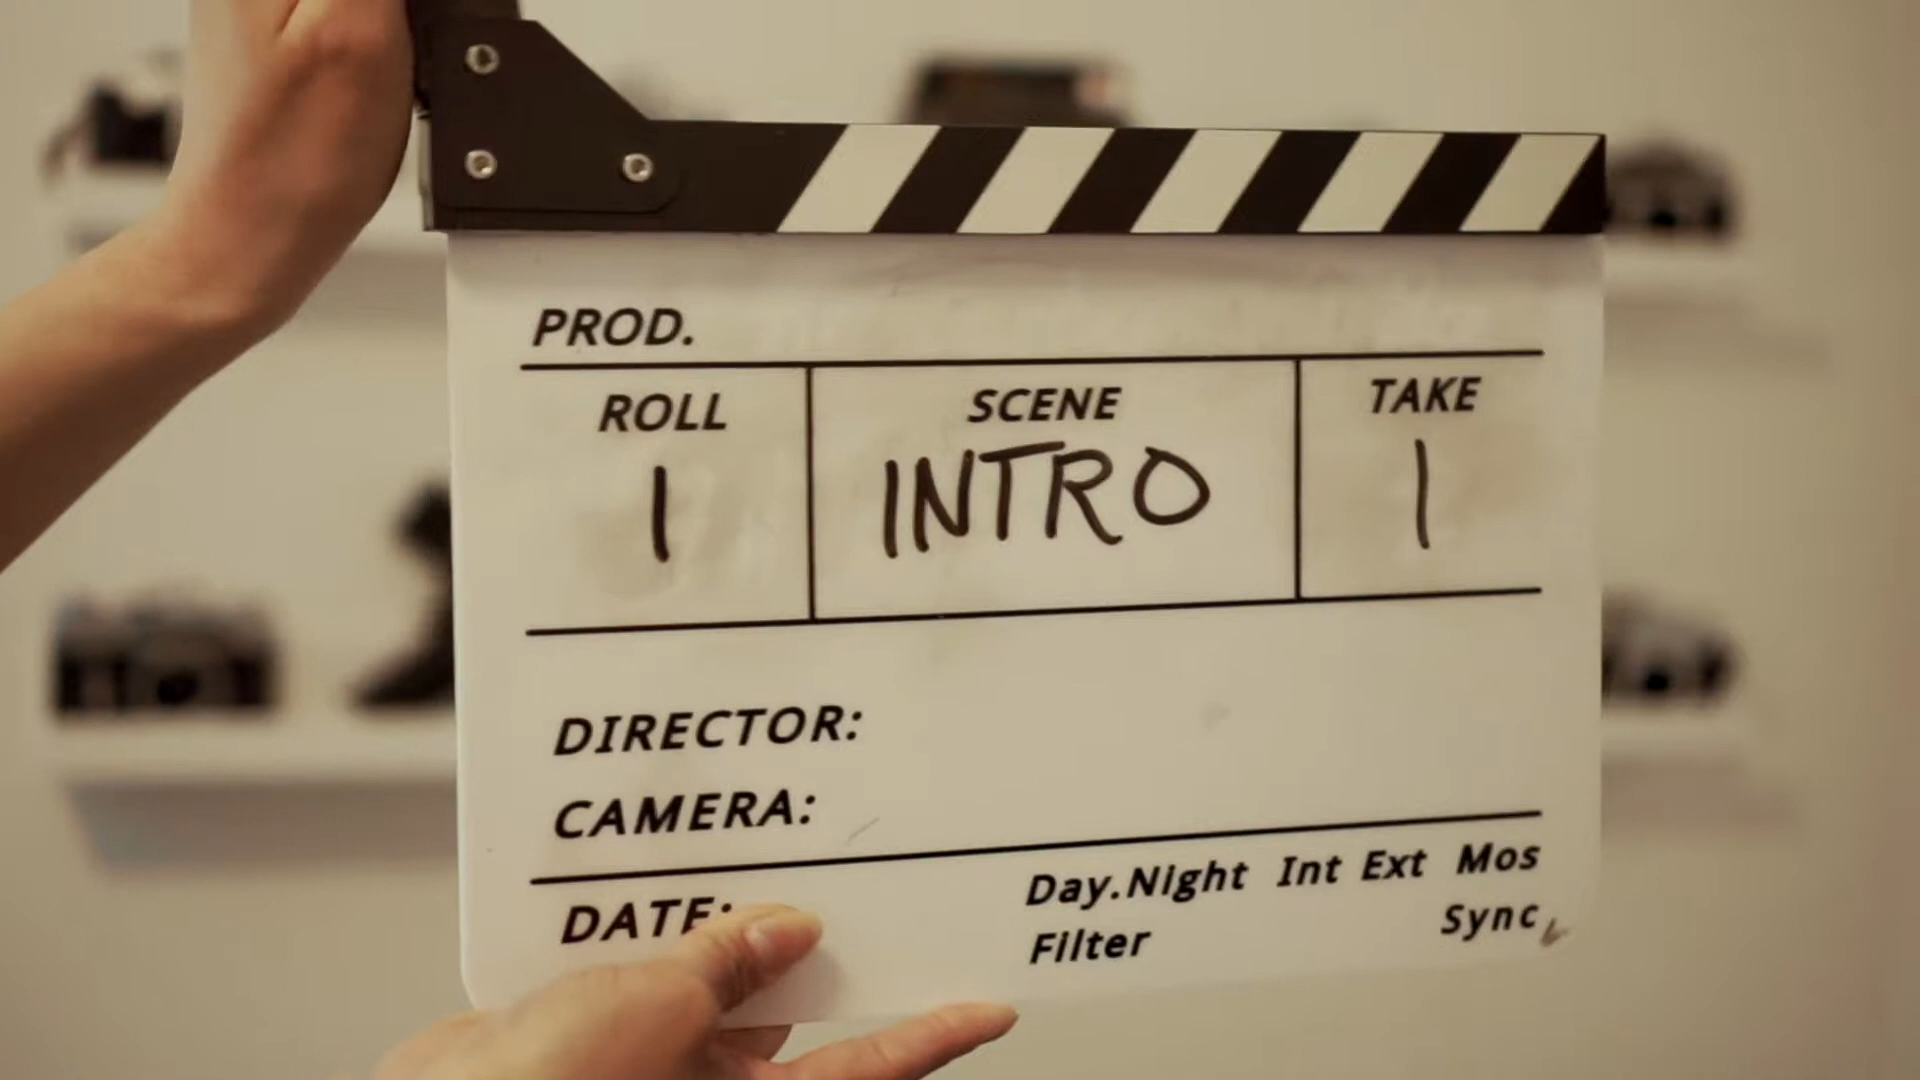 PROD.
ROLL SCENE TAKE
1 INTRO 1
DIRECTOR:
CAMERA:
DATE: Day.Night Int Ext Mos
Filter Sync